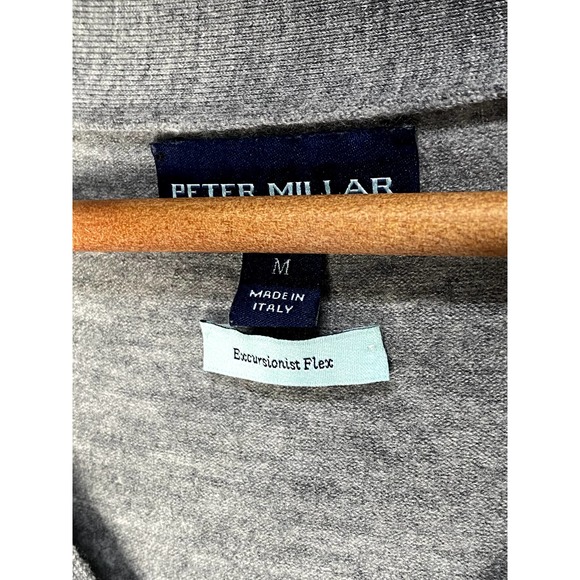 PETER MILLAR
M
MADE IN
ITALY
Excursionist Flex